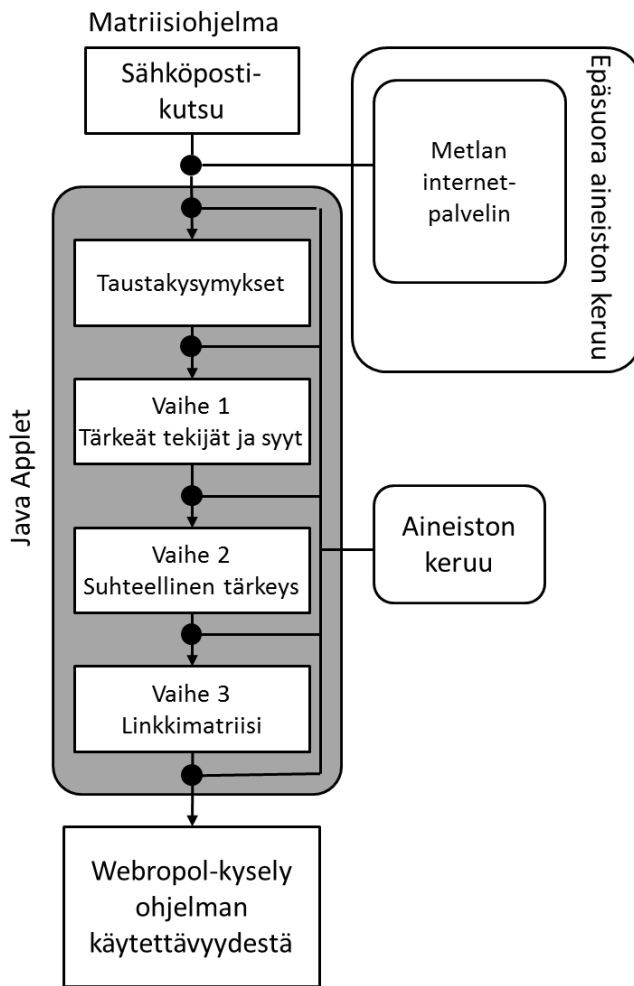 Matriisiohjelma
Sähköposti-
kutsu
Epäsuora aineiston keruu
Metlan
internet-
palvelin
Java Applet
Taustakysymykset
Vaihe 1
Tärkeät tekijät ja syyt
Vaihe 2
Suhteellinen tärkeys
Aineiston
keruu
Vaihe 3
Linkkimatriisi
Webropol-kysely
ohjelman
käytettävyydestä